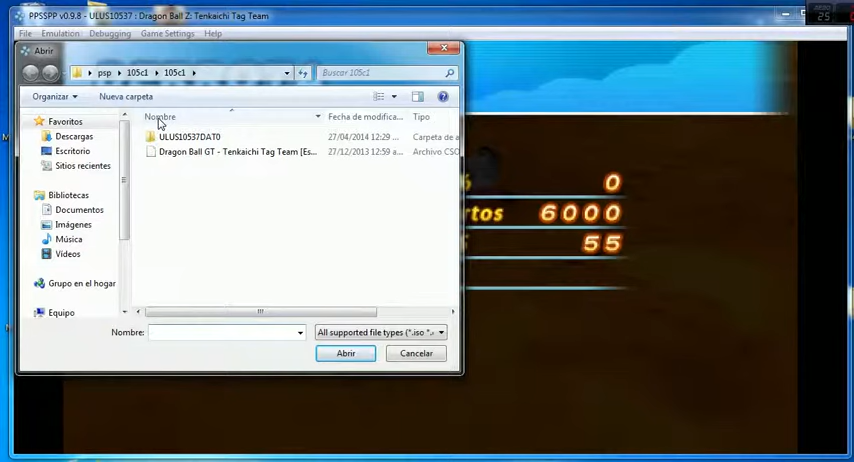 PPSSPP v0.9.8 - ULUS10537 : Dragon Ball Z: Tenkaichi Tag Team
File Emulation Debugging Game Settings Help
25
Abrir
psp 105c1 105c1
Buscar 105c1
Organizar Nueva carpeta
Nombre Fecha de modifica... Tipo
Favoritos
Descargas
Escritorio
Sitios recientes
Bibliotecas
Documentos
Imágenes
Música
Vídeos
Grupo en el hogar
Equipo
ULUS10537DAT0 27/04/2014 12:29 ... Carpeta de a
Dragon Ball GT - Tenkaichi Tag Team [Es... 27/12/2013 12:59 a... Archivo CSO
Nombre:
All supported file types (*.iso *.
Abrir Cancelar
0
rtos 6000
55